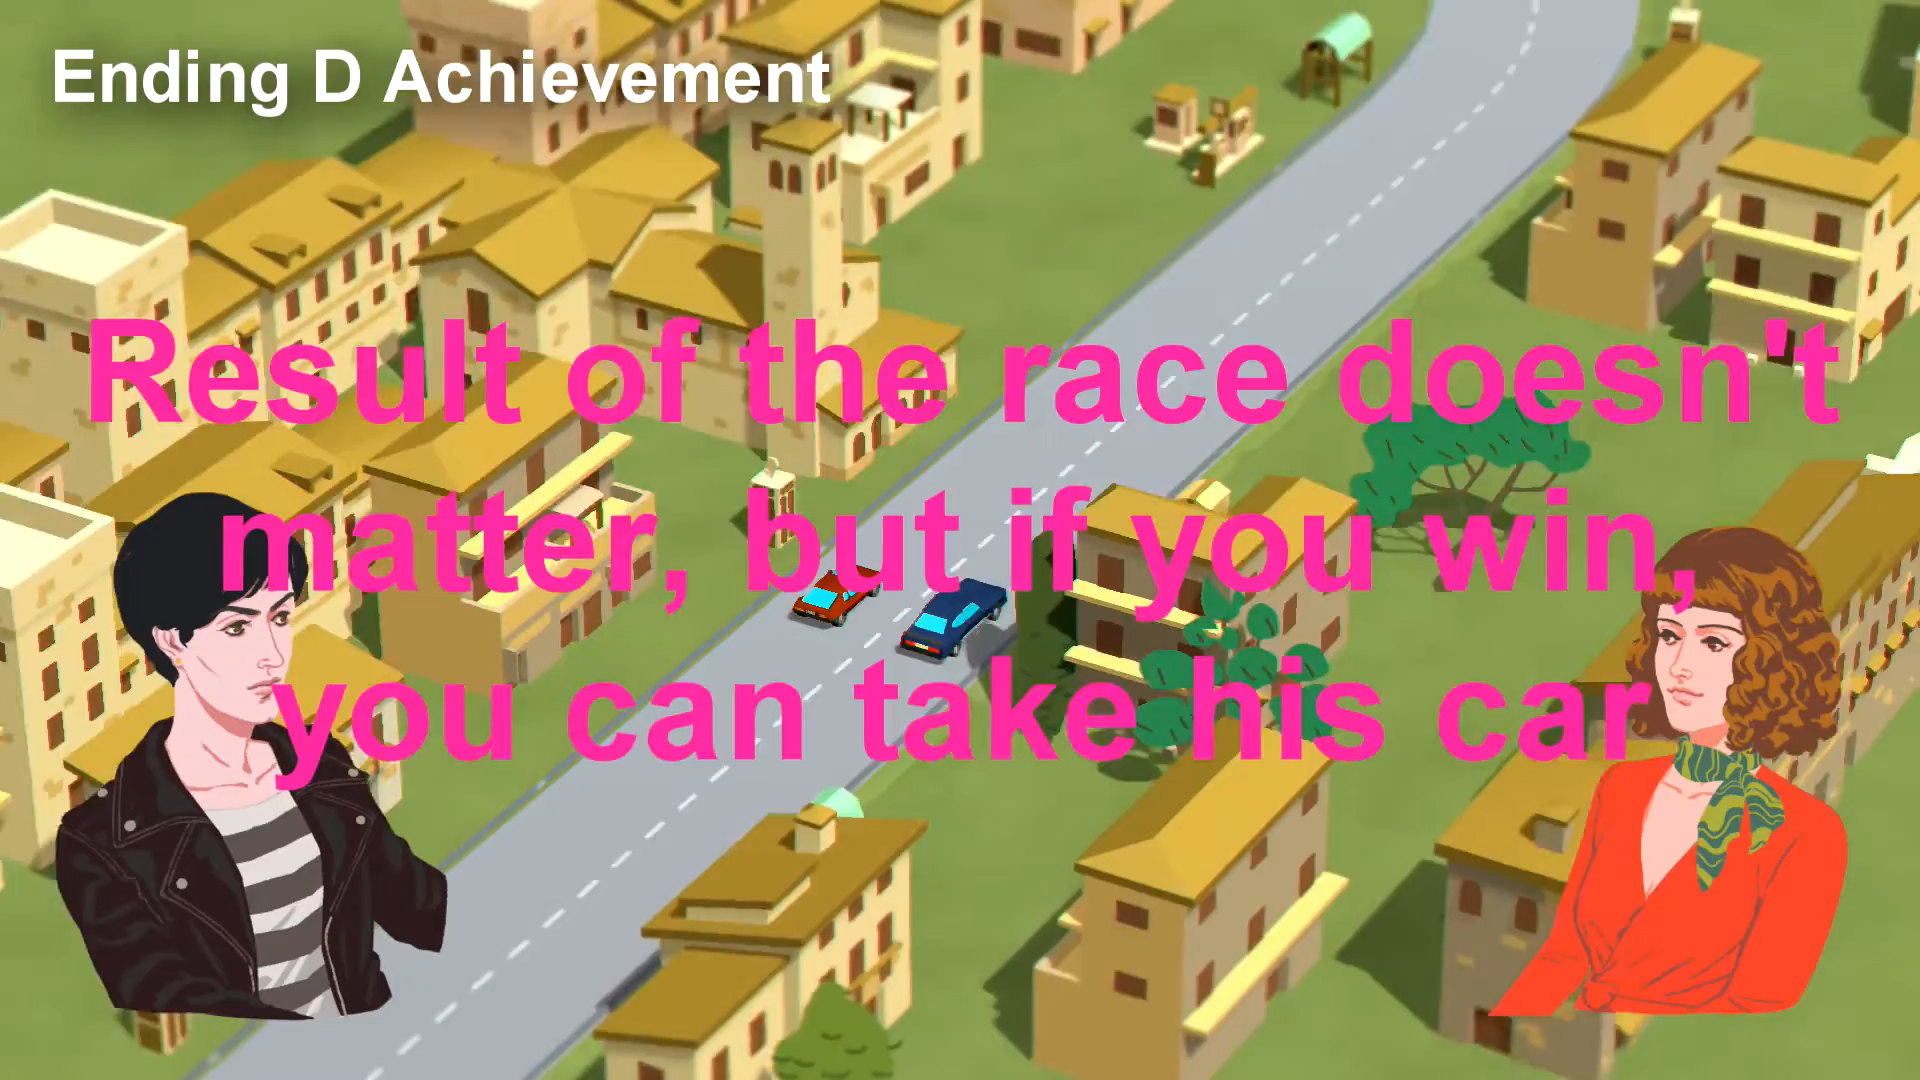 Ending D Achievement
Result of the race doesn't
matter, but if you win,
you can take his car